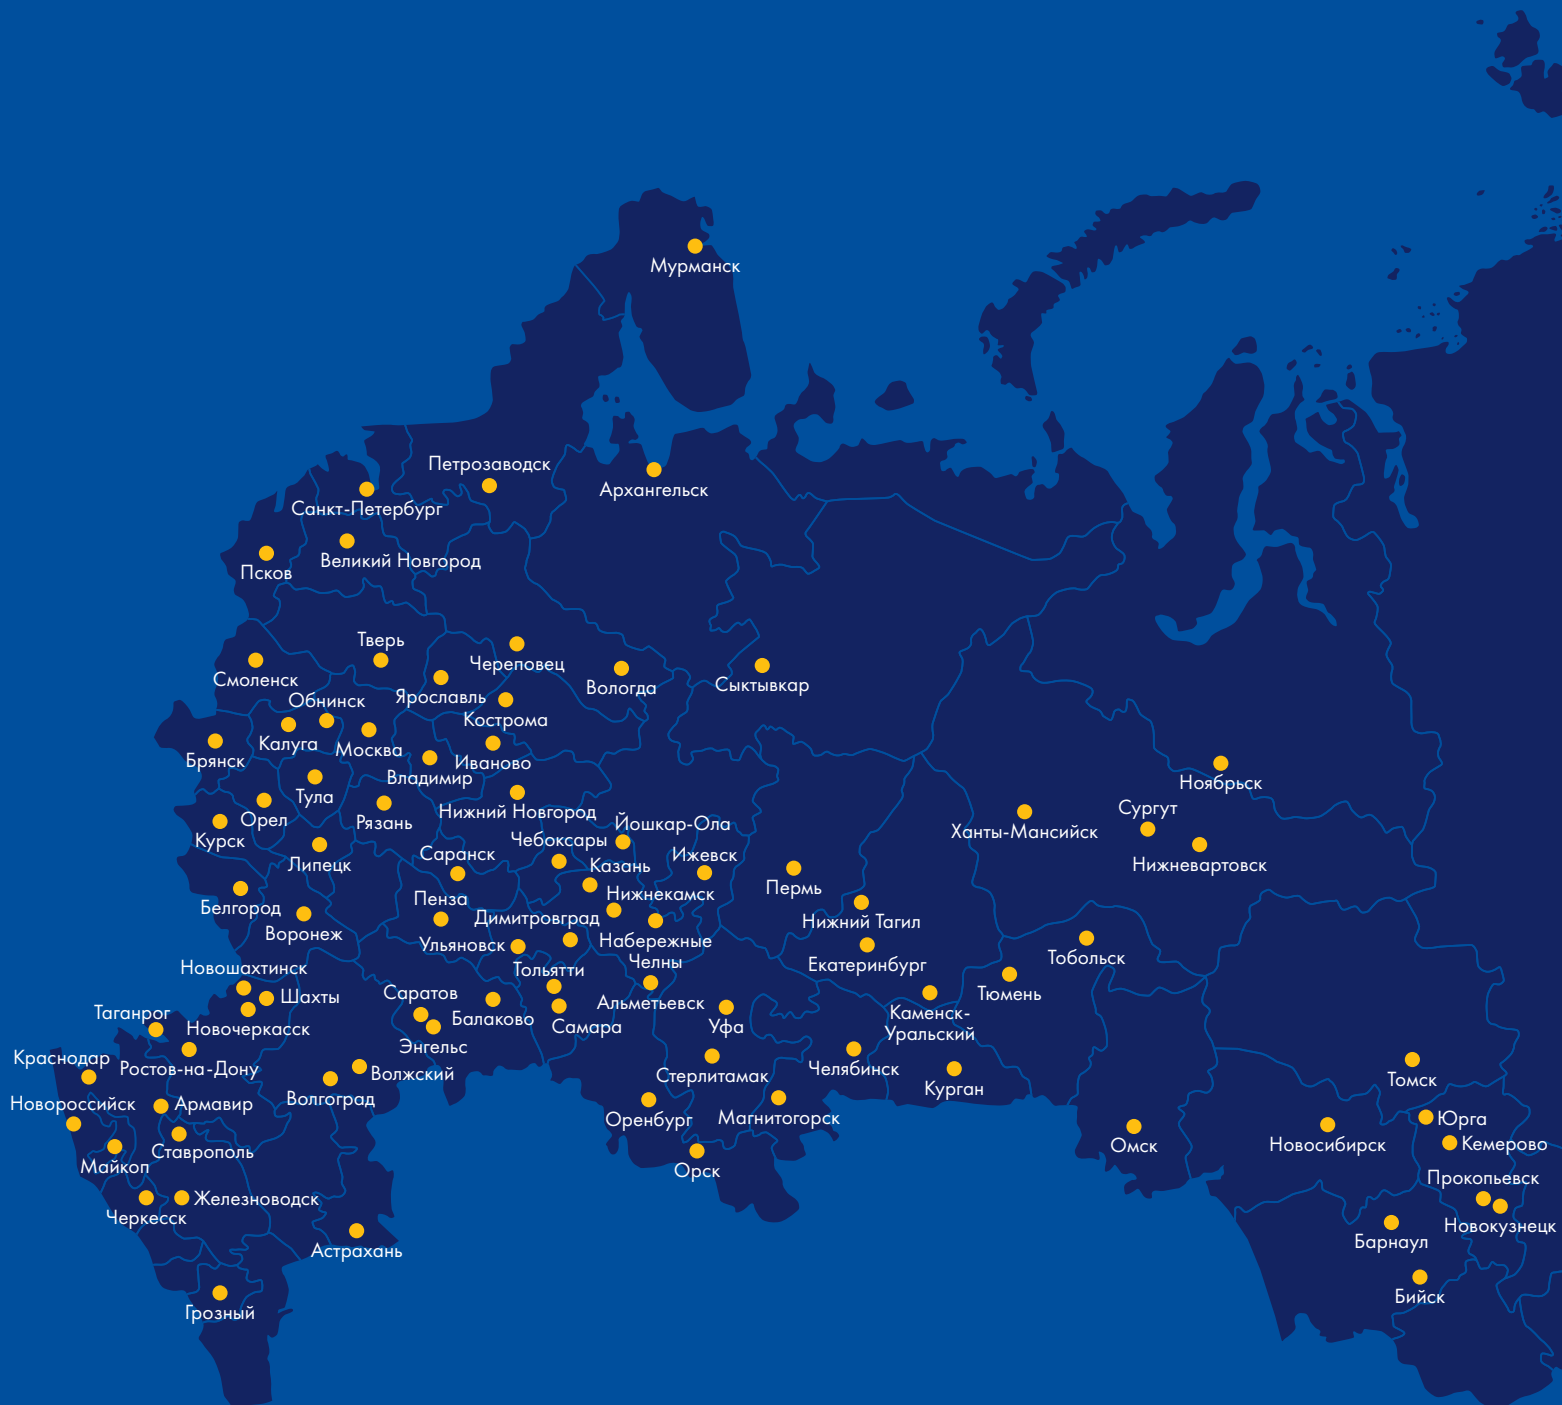 Мурманск
Петрозаводск
Архангельск
Санкт-Петербург
Великий Новгород
Псков
Тверь
Череповец
Смоленск
Вологда
Сыктывкар
Обнинск
Ярославль
Кострома
Калуга
Москва
Брянск
Иваново
Владимир
Ноябрьск
Тула
Сургут
Нижний Новгород
Орел
Рязань
Йошкар-Ола
Ханты-Мансийск
Курск
Чебоксары
Саранск
Ижевск
Липецк
Казань
Нижневартовск
Пермь
Нижнекамск
Пенза
Белгород
Димитровград
Нижний Тагил
Воронеж
Ульяновск
Набережные
Челны
Тобольск
Екатеринбург
Новошахтинск
Тольятти
Шахты
Саратов
Тюмень
Альметьевск
Таганрог
Каменск-
Уральский
Балаково
Самара
Уфа
Новочеркасск
Энгельс
Краснодар
Ростов-на-Дону
Волжский
Стерлитамак
Челябинск
Томск
Курган
Волгоград
Новороссийск
Армавир
Оренбург
Магнитогорск
Юрга
Омск
Новосибирск
Кемерово
Ставрополь
Майкоп
Орск
Прокопьевск
Железноводск
Черкесск
Новокузнецк
Барнаул
Астрахань
Бийск
Грозный